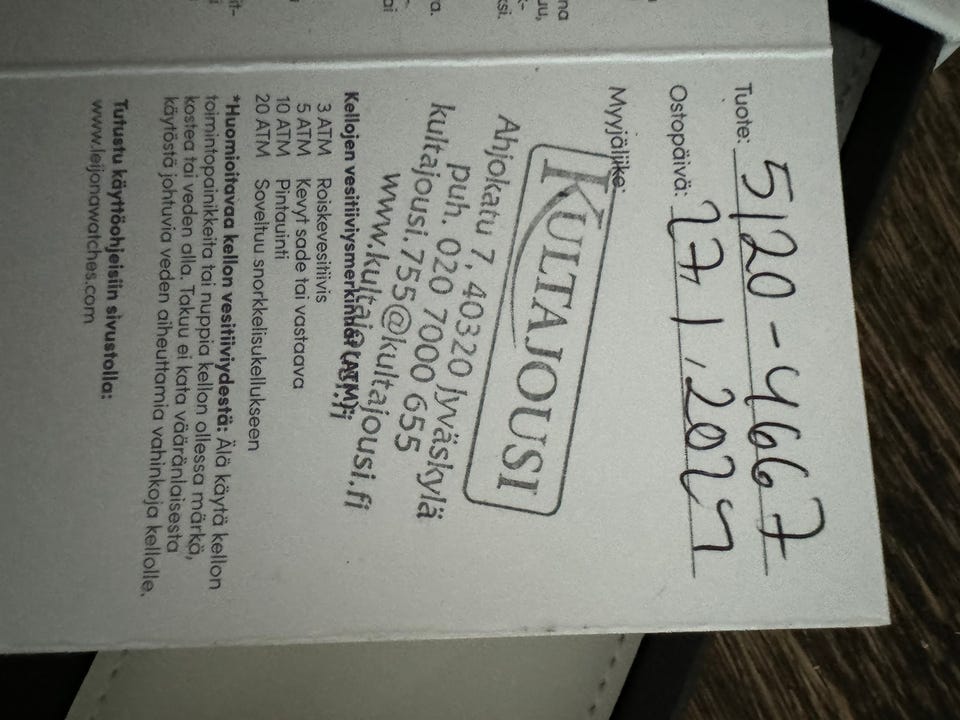 Tuote: 5120-4667
Ostopäivä: 27.1.2024
Myyjäliike:
KULTAJOUSI
Ahjokatu 7, 40320 Jyväskylä
puh. 020 7000 655
kultajousi.755@kultajousi.fi
www.kultajousi.fi
Kellojen vesitiiviysmerkinnät (ATM):
3 ATM Roiskevesitiivis
5 ATM Kevyt sade tai vastaava
10 ATM Pintauinti
20 ATM Soveltuu snorkkelisukellukseen
*Huomioitavaa kellon vesitiiviydestä: Älä käytä kellon
toimintopainikkeita tai nuppia kellon ollessa märkä,
kostea tai veden alla. Takuu ei kata vääränlaisesta
käytöstä johtuvia veden aiheuttamia vahinkoja kellolle.
Tutustu käyttöohjeisiin sivustolla:
www.leijonawatches.com